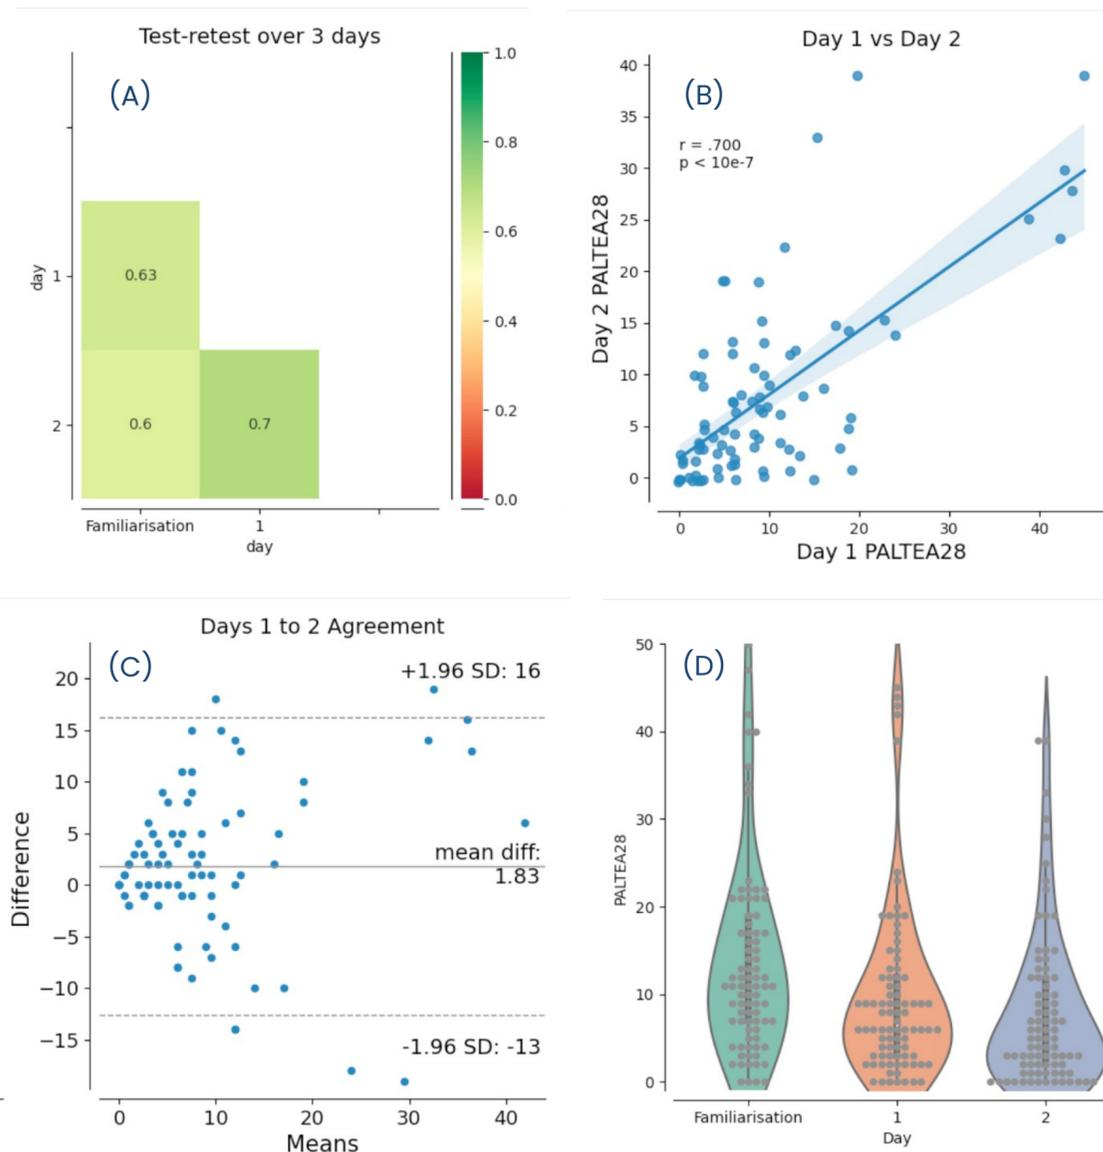 Test-retest over 3 days
(A)
1.0
0.8
0.63
0.6
day
1
0.4
0.6
0.7
2
0.2
0.0
Familiarisation
1
day
Day 1 vs Day 2
(B)
40
35
r = .700
p < 10e-7
30
25
20
15
10
5
0
Day 2 PALTEA28
0
10
20
30
40
Day 1 PALTEA28
Days 1 to 2 Agreement
(C)
+1.96 SD: 16
20
15
10
5
mean diff:
1.83
0
−5
−10
−15
-1.96 SD: -13
Difference
0
10
20
30
40
Means
(D)
50
40
30
20
10
0
PALTEA28
Familiarisation
1
2
Day